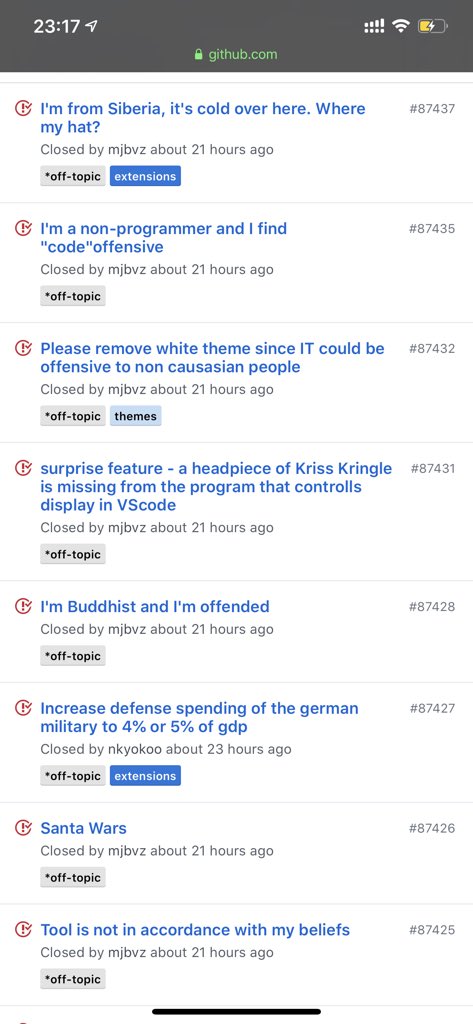 23:17
github.com
I'm from Siberia, it's cold over here. Where #87437
my hat?
Closed by mjbvz about 21 hours ago
*off-topic extensions
I'm a non-programmer and I find #87435
"code"offensive
Closed by mjbvz about 21 hours ago
*off-topic
Please remove white theme since IT could be #87432
offensive to non causasian people
Closed by mjbvz about 21 hours ago
*off-topic themes
surprise feature - a headpiece of Kriss Kringle #87431
is missing from the program that controlls
display in VScode
Closed by mjbvz about 21 hours ago
*off-topic
I'm Buddhist and I'm offended #87428
Closed by mjbvz about 21 hours ago
*off-topic
Increase defense spending of the german #87427
military to 4% or 5% of gdp
Closed by nkyokoo about 23 hours ago
*off-topic extensions
Santa Wars #87426
Closed by mjbvz about 21 hours ago
*off-topic
Tool is not in accordance with my beliefs #87425
Closed by mjbvz about 21 hours ago
*off-topic